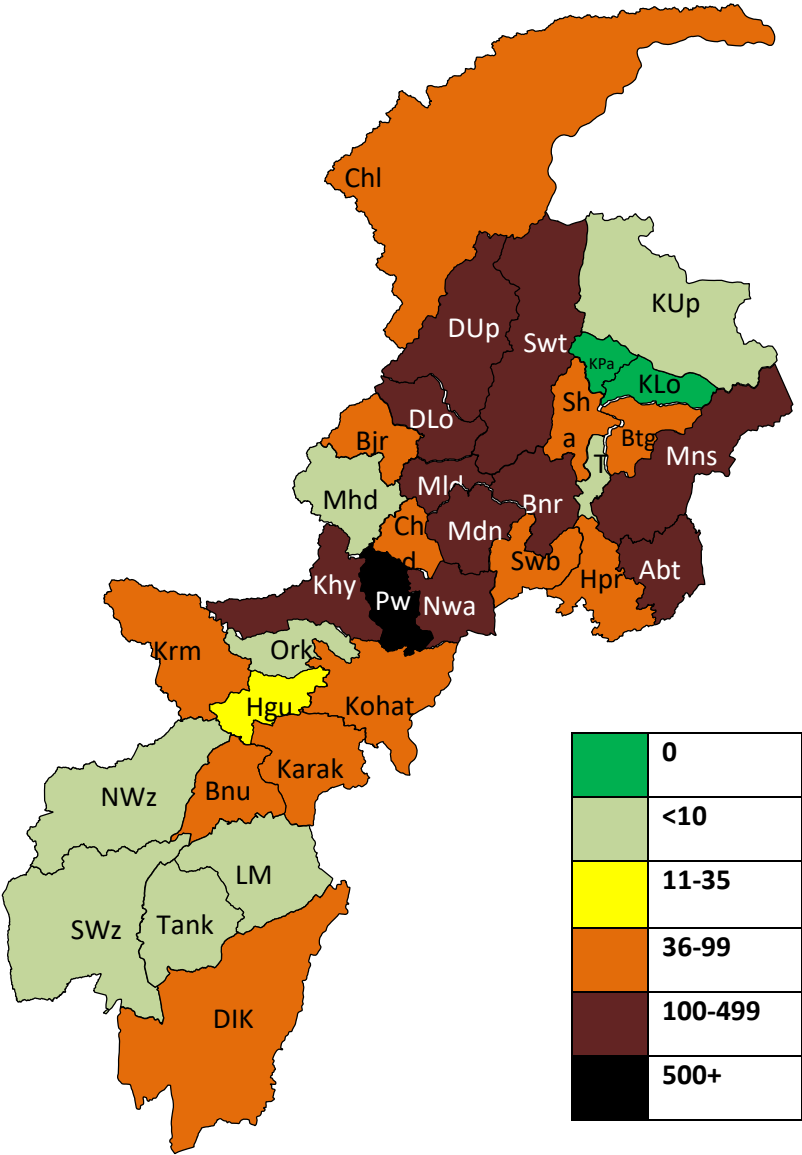 Chl
KUp
DUp
Swt
KPa
KLo
DLo
Sh
a
Bjr
Btg
T
Mns
Mld
Mhd
Bnr
Ch
d
Mdn
Swb
Hpr
Abt
Khy
Pw
Nwa
Krm
Ork
Hgu
Kohat
NWz
Bnu
Karak
LM
SWz
Tank
DIK
0
<10
11-35
36-99
100-499
500+